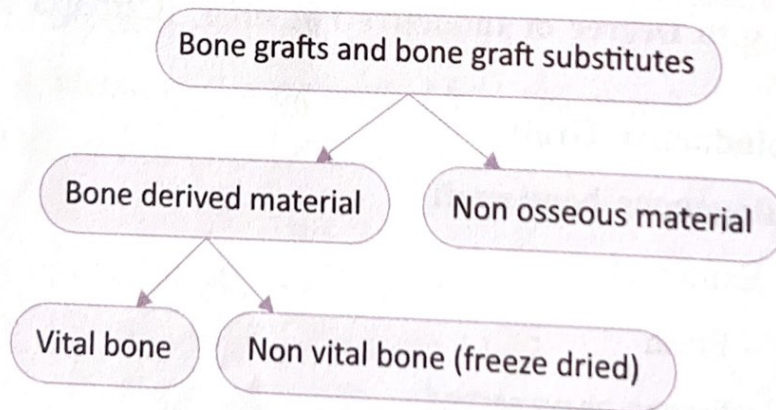 Bone grafts and bone graft substitutes
Bone derived material
Non osseous material
Vital bone
Non vital bone (freeze dried)